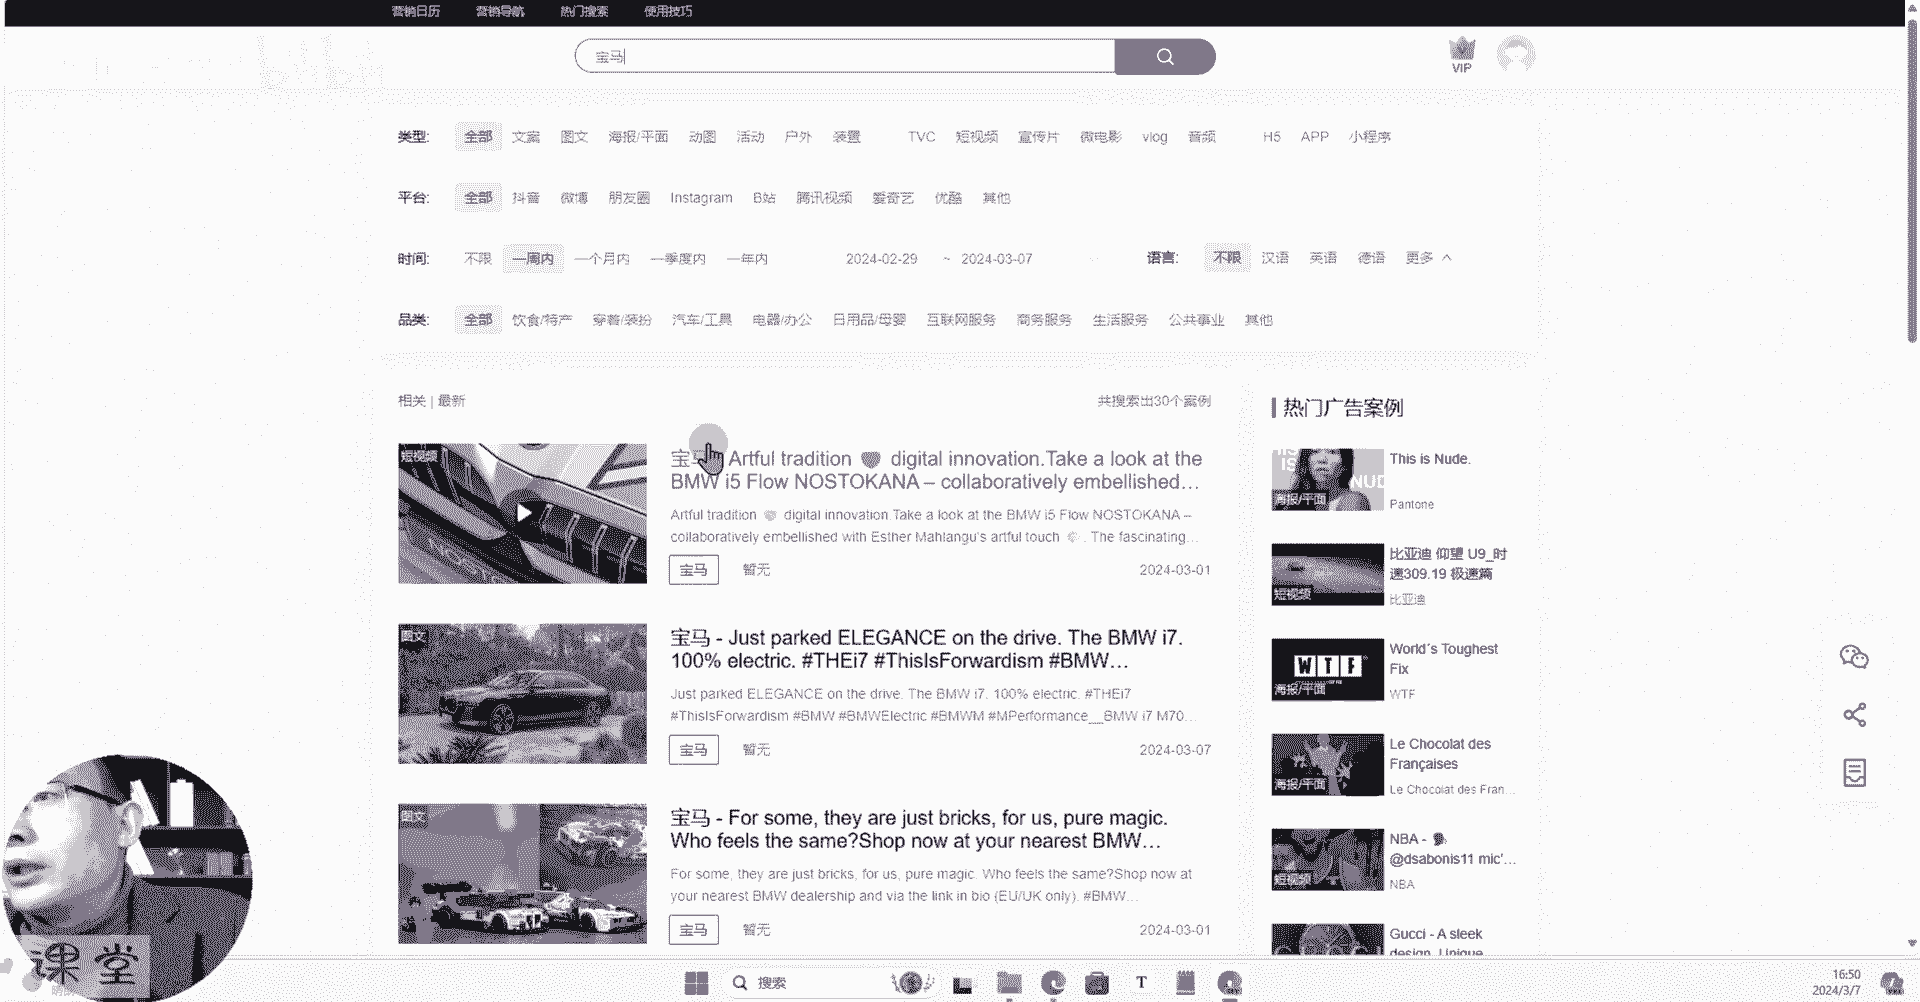 营销日历 营销导航 热门搜索 使用技巧
宝马
VIP
类型: 全部 文案 图文 海报/平面 动图 活动 户外 装置 TVC 短视频 宣传片 微电影 vlog 音频 H5 APP 小程序
平台: 全部 抖音 微博 朋友圈 Instagram B站 腾讯视频 爱奇艺 优酷 其他
时间: 不限 一周内 一个月内 一季度内 一年内 2024-02-29 ~ 2024-03-07 语言: 不限 汉语 英语 德语 更多
品类: 全部 饮食/特产 穿着/装扮 汽车/工具 电器/办公 日用品/母婴 互联网服务 商务服务 生活服务 公共事业 其他
相关 | 最新 共搜索出30个案例
短视频
NOSTO
宝马 Artful tradition digital innovation.Take a look at the
BMW i5 Flow NOSTOKANA – collaboratively embellished...
Artful tradition digital innovation.Take a look at the BMW i5 Flow NOSTOKANA –
collaboratively embellished with Esther Mahlangu's artful touch . The fascinating...
宝马 暂无 2024-03-01
图文
宝马 - Just parked ELEGANCE on the drive. The BMW i7.
100% electric. #THEi7 #ThisIsForwardism #BMW...
Just parked ELEGANCE on the drive. The BMW i7. 100% electric. #THEi7
#ThisIsForwardism #BMW #BMWElectric #BMWM #MPerformance__BMW i7 M70...
宝马 暂无 2024-03-07
图文
宝马 - For some, they are just bricks, for us, pure magic.
Who feels the same?Shop now at your nearest BMW...
For some, they are just bricks, for us, pure magic. Who feels the same?Shop now at
your nearest BMW dealership and via the link in bio (EU/UK only). #BMW...
宝马 暂无 2024-03-01
热门广告案例
海报/平面
This is Nude.
Pantone
短视频
比亚迪 仰望 U9_时
速309.19 极速篇
比亚迪
WTF
海报/平面
World's Toughest
Fix
WTF
海报/平面
Le Chocolat des
Françaises
Le Chocolat des Fran...
短视频
NBA -
@dsabonis11 mic'...
NBA
Gucci - A sleek
design. Unique
课堂
搜索
T
16:50
2024/3/7